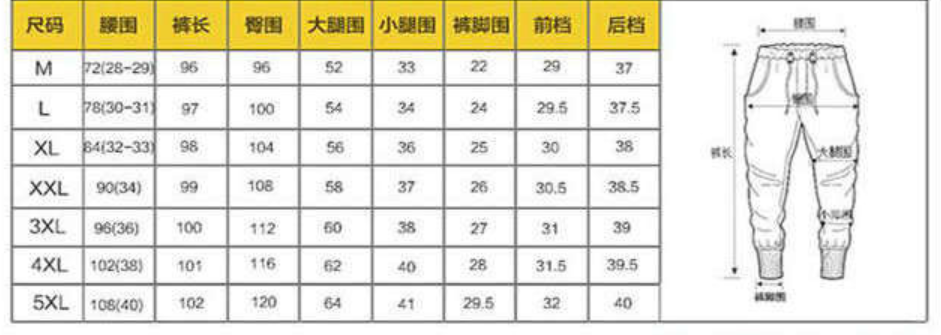 尺码 腰围 裤长 臀围 大腿围 小腿围 裤脚围 前档 后档
M 72(28-29) 96 96 52 33 22 29 37
L 78(30-31) 97 100 54 34 24 29.5 37.5
XL 84(32-33) 98 104 56 36 25 30 38
XXL 90(34) 99 108 58 37 26 30.5 38.5
3XL 96(36) 100 112 60 38 27 31 39
4XL 102(38) 101 116 62 40 28 31.5 39.5
5XL 108(40) 102 120 64 41 29.5 32 40
腰围
臀围
裤长
大腿围
小腿围
裤脚围